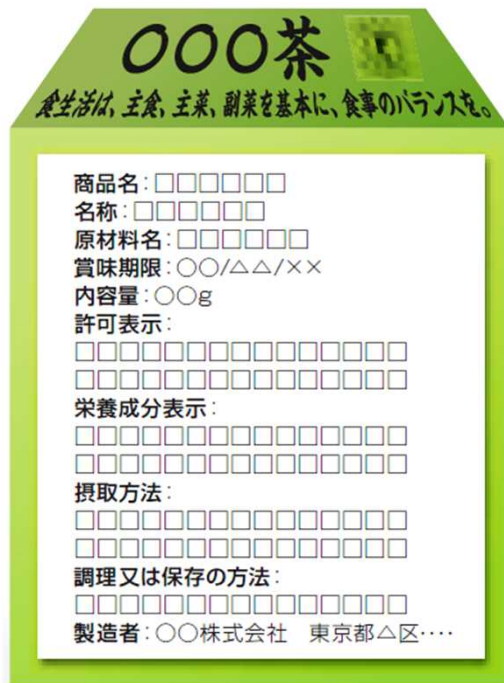 〇〇〇茶
食生活は、主食、主菜、副菜を基本に、食事のバランスを。
商品名:□□□□□□
名称:□□□□□□
原材料名:□□□□□□
賞味期限:○○/△△/××
内容量:○○g
許可表示:
□□□□□□□□□□□□□□□
□□□□□□□□□□□□□□□
栄養成分表示:
□□□□□□□□□□□□□□□
□□□□□□□□□□□□□□□
摂取方法:
□□□□□□□□□□□□□□□
□□□□□□□□□□□□□□□
調理又は保存の方法:
□□□□□□□□□□□□□□□
製造者:○○株式会社　東京都△区‥‥